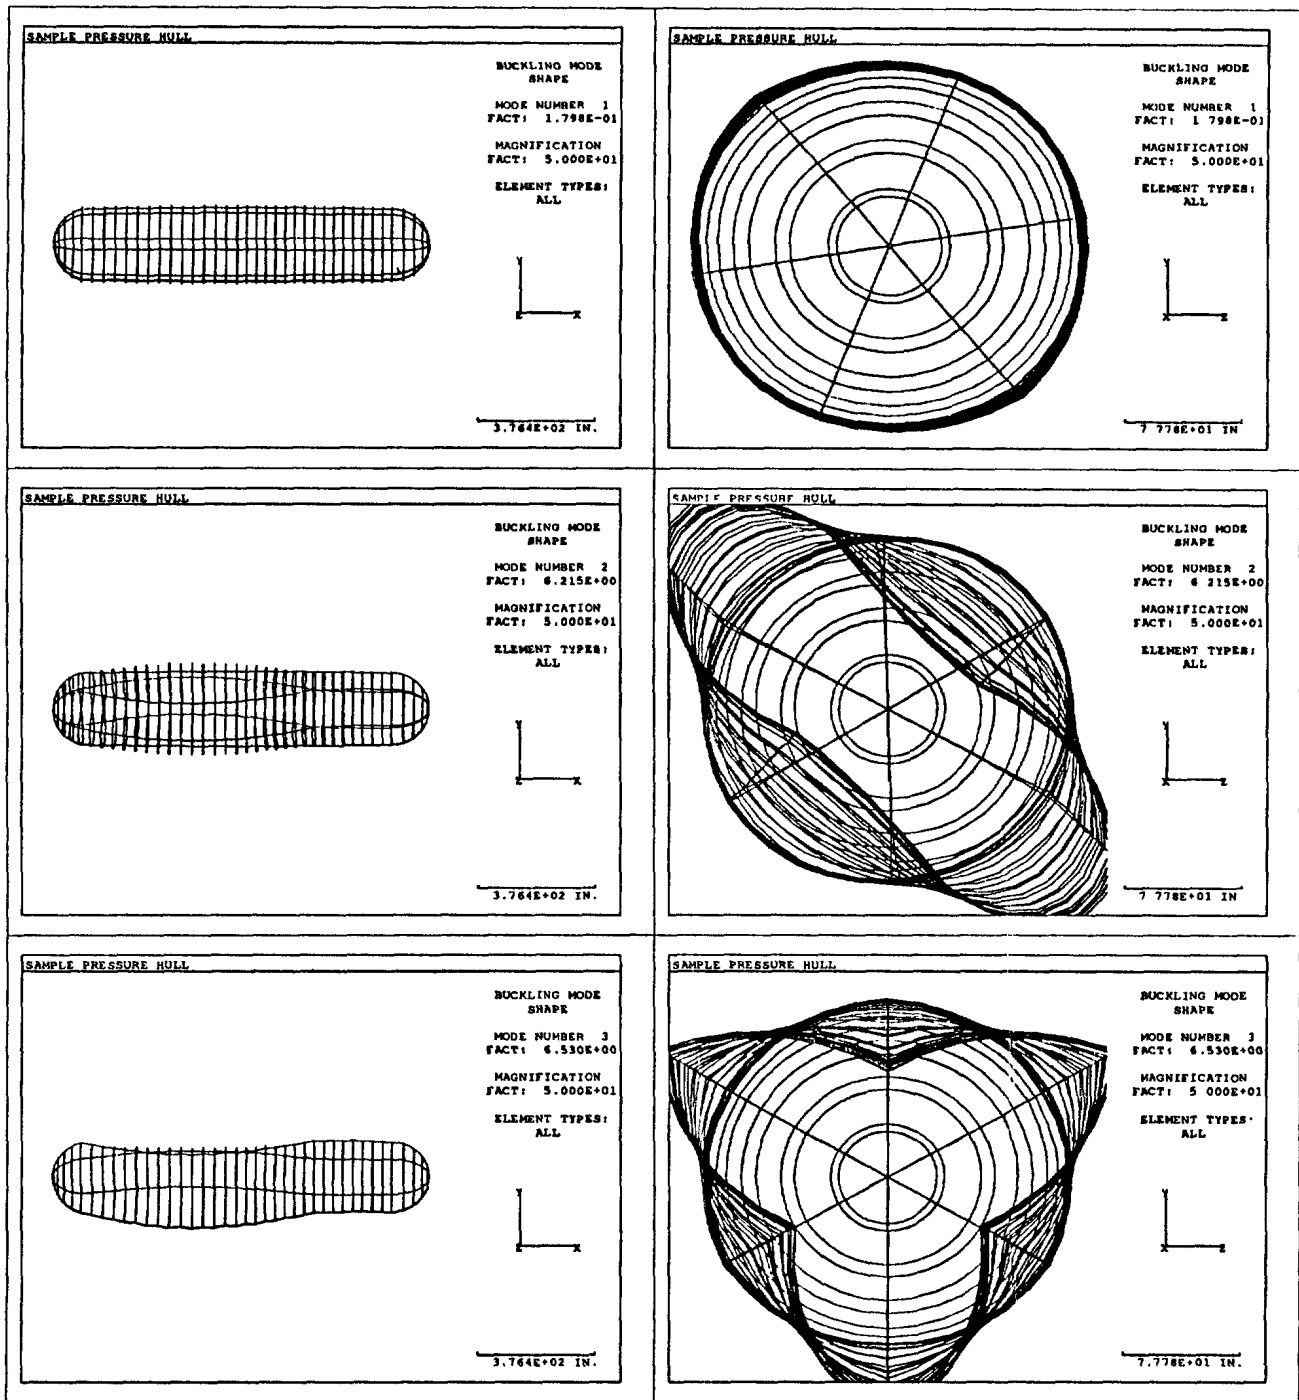 SAMPLE PRESSURE HULL
BUCKLING MODE
SHAPE
MODE NUMBER 1
FACT: 1.798E-01
MAGNIFICATION
FACT: 5.000E+01
ELEMENT TYPES:
ALL
Y
Z X
3.764E+02 IN.
SAMPLE PRESSURE HULL
BUCKLING MODE
SHAPE
MODE NUMBER 1
FACT: 1 798E-01
MAGNIFICATION
FACT: 5.000E+01
ELEMENT TYPES:
ALL
Y
X Z
7 778E+01 IN
SAMPLE PRESSURE HULL
BUCKLING MODE
SHAPE
MODE NUMBER 2
FACT: 6.215E+00
MAGNIFICATION
FACT: 5.000E+01
ELEMENT TYPES:
ALL
Y
Z X
3.764E+02 IN.
SAMPLE PRESSURE HULL
BUCKLING MODE
SHAPE
MODE NUMBER 2
FACT: 6 215E+00
MAGNIFICATION
FACT: 5.000E+01
ELEMENT TYPES:
ALL
Y
X Z
7 778E+01 IN
SAMPLE PRESSURE HULL
BUCKLING MODE
SHAPE
MODE NUMBER 3
FACT: 6.530E+00
MAGNIFICATION
FACT: 5.000E+01
ELEMENT TYPES:
ALL
Y
Z X
3.764E+02 IN.
SAMPLE PRESSURE HULL
BUCKLING MODE
SHAPE
MODE NUMBER 3
FACT: 6.530E+00
MAGNIFICATION
FACT: 5 000E+01
ELEMENT TYPES'
ALL
Y
X Z
7.778E+01 IN.